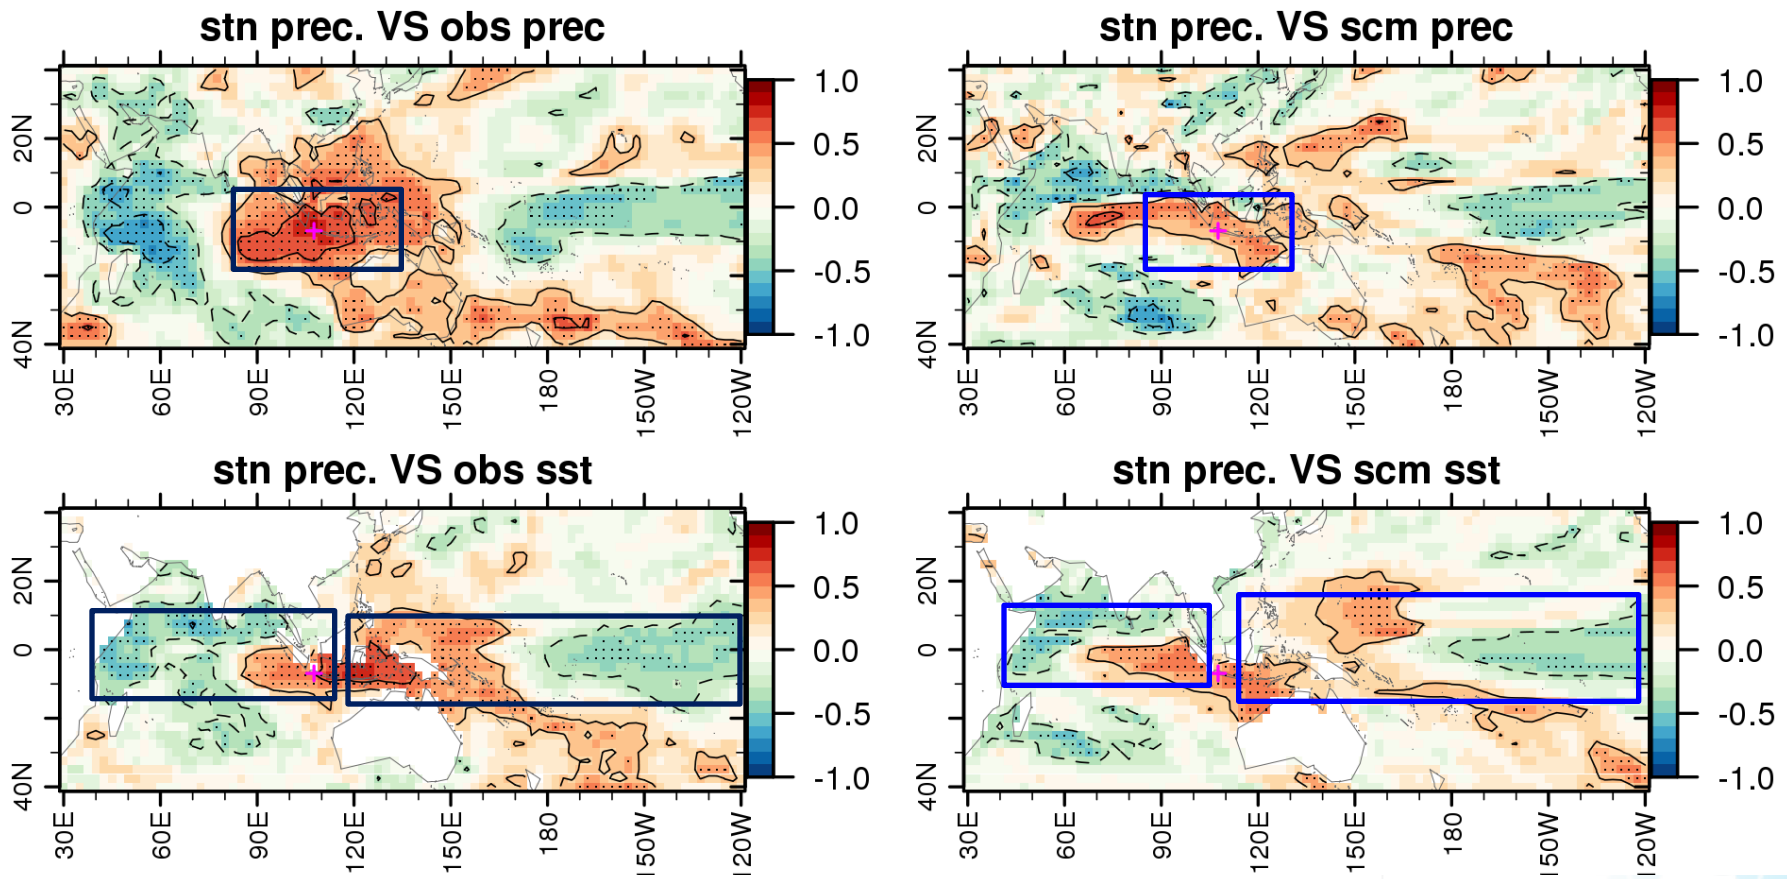 stn prec. VS obs prec
20N
0
40N
30E
60E
90E
120E
150E
180
150W
120W
1.0
0.5
0.0
-0.5
-1.0
stn prec. VS scm prec
20N
0
40N
30E
60E
90E
120E
150E
180
150W
120W
1.0
0.5
0.0
-0.5
-1.0
stn prec. VS obs sst
20N
0
40N
30E
60E
90E
120E
150E
180
150W
120W
1.0
0.5
0.0
-0.5
-1.0
stn prec. VS scm sst
20N
0
40N
30E
60E
90E
120E
150E
180
150W
120W
1.0
0.5
0.0
-0.5
-1.0